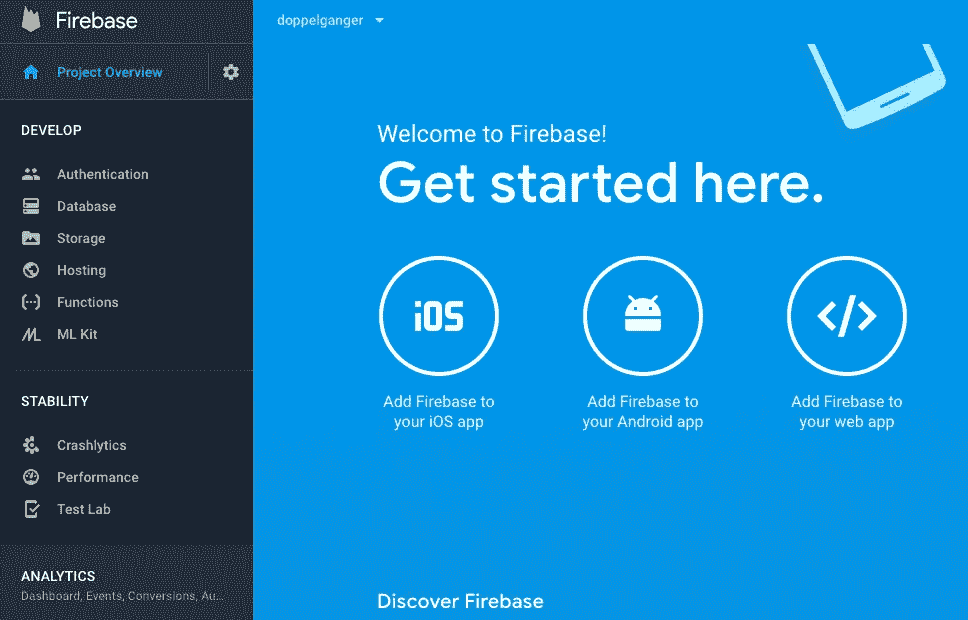 Firebase
doppelganger
Project Overview
DEVELOP
Authentication
Database
Storage
Hosting
Functions
ML Kit
STABILITY
Crashlytics
Performance
Test Lab
ANALYTICS
Dashboard, Events, Conversions, Au...
Welcome to Firebase!
Get started here.
iOS
Add Firebase to
your iOS app
Add Firebase to
your Android app
</>
Add Firebase to
your web app
Discover Firebase